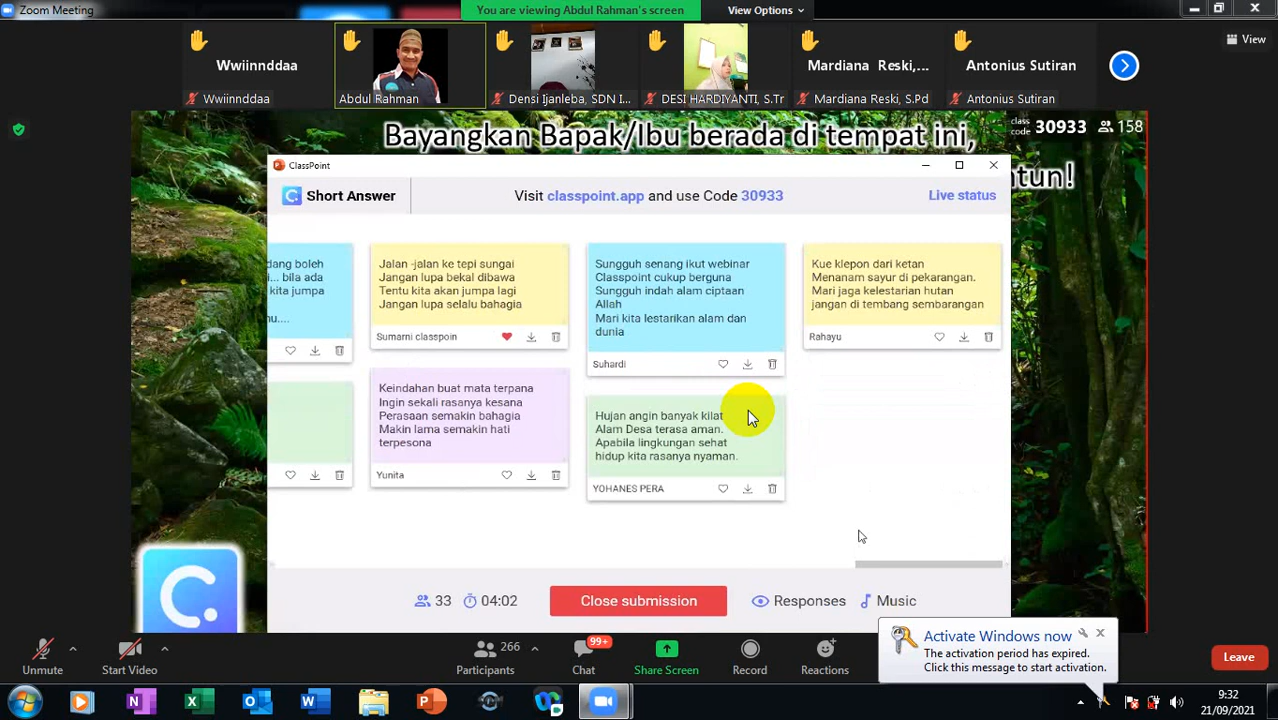 Zoom Meeting
You are viewing Abdul Rahman's screen
View Options
View
Wwiinnddaa
Wwiinnddaa
Abdul Rahman
Densi Ijanleba, SDN I...
DESI HARDIYANTI, S.Tr
Mardiana Reski,...
Mardiana Reski, S.Pd
Antonius Sutiran
Antonius Sutiran
Bayangkan Bapak/Ibu berada di tempat ini,
class code 30933
158
tun!
ClassPoint
Short Answer
Visit classpoint.app and use Code 30933
Live status
dang boleh
i... bila ada
kita jumpa
nu....
Jalan -jalan ke tepi sungai
Jangan lupa bekal dibawa
Tentu kita akan jumpa lagi
Jangan lupa selalu bahagia
Sumarni classpoin
Keindahan buat mata terpana
Ingin sekali rasanya kesana
Perasaan semakin bahagia
Makin lama semakin hati
terpesona
Yunita
Sungguh senang ikut webinar
Classpoint cukup berguna
Sungguh indah alam ciptaan
Allah
Mari kita lestarikan alam dan
dunia
Suhardi
Hujan angin banyak kilat
Alam Desa terasa aman.
Apabila lingkungan sehat
hidup kita rasanya nyaman.
YOHANES PERA
Kue klepon dari ketan
Menanam sayur di pekarangan.
Mari jaga kelestarian hutan
jangan di tembang sembarangan
Rahayu
33
04:02
Close submission
Responses
Music
Activate Windows now
The activation period has expired.
Click this message to start activation.
Unmute
Start Video
266
Participants
99+
Chat
Share Screen
Record
Reactions
Leave
9:32
21/09/2021